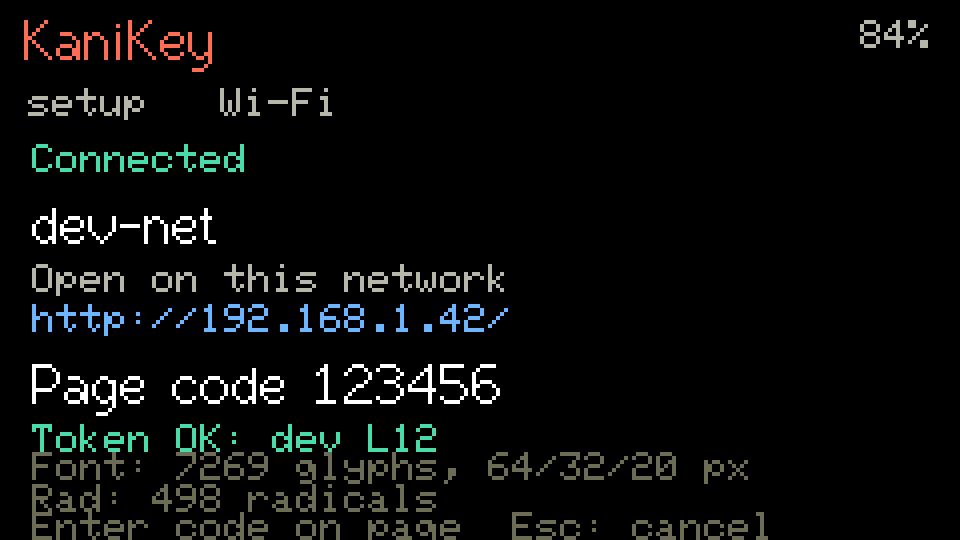 KaniKey 84%
setup Wi-Fi
Connected
dev-net
Open on this network
http://192.168.1.42/
Page code 123456
Token OK: dev L12
Font: 7269 glyphs, 64/32/20 px
Rad: 498 radicals
Enter code on page Esc: cancel